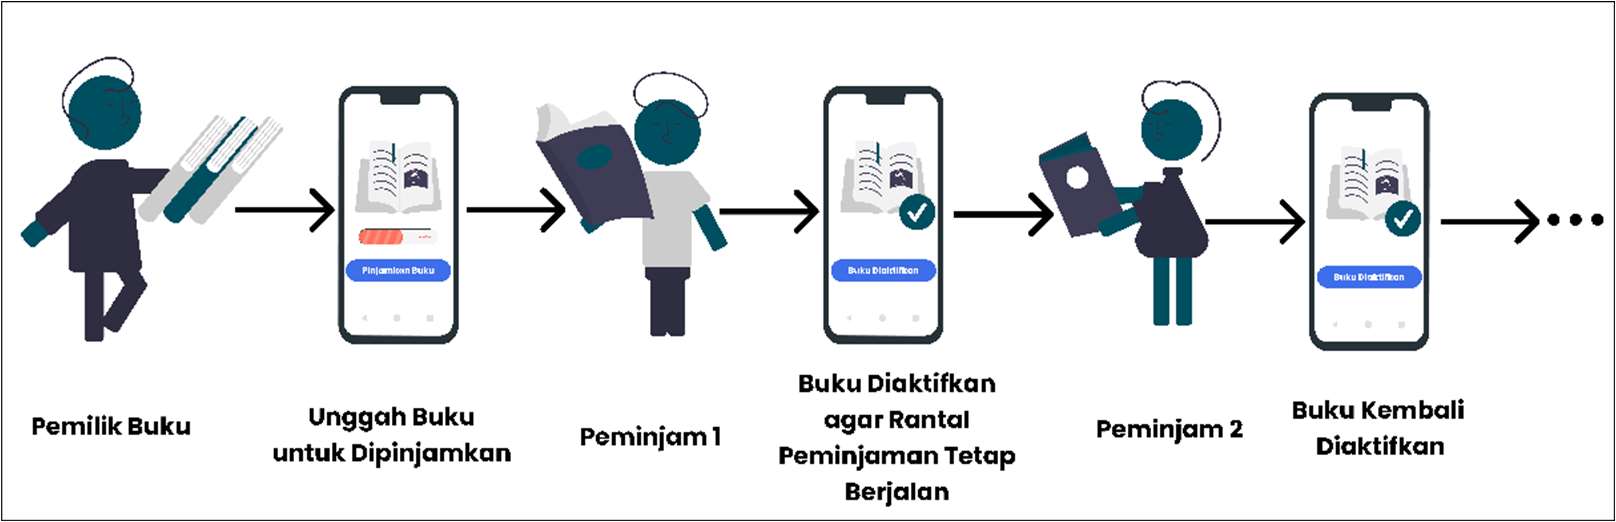 Pinjamkan Buku
Buku Diaktifkan
Buku Diaktifkan
Pemilik Buku
Unggah Buku
untuk Dipinjamkan
Peminjam 1
Buku Diaktifkan
agar Rantal
Peminjaman Tetap
Berjalan
Peminjam 2
Buku Kembali
Diaktifkan